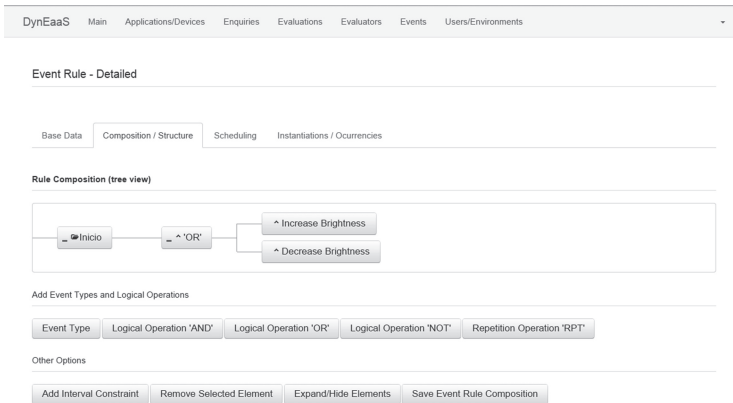 DynEaaS Main Applications/Devices Enquiries Evaluations Evaluators Events Users/Environments
Event Rule - Detailed
Base Data Composition / Structure Scheduling Instantiations / Ocurrencies
Rule Composition (tree view)
Inicio
'OR'
Increase Brightness
Decrease Brightness
Add Event Types and Logical Operations
Event Type Logical Operation 'AND' Logical Operation 'OR' Logical Operation 'NOT' Repetition Operation 'RPT'
Other Options
Add Interval Constraint Remove Selected Element Expand/Hide Elements Save Event Rule Composition